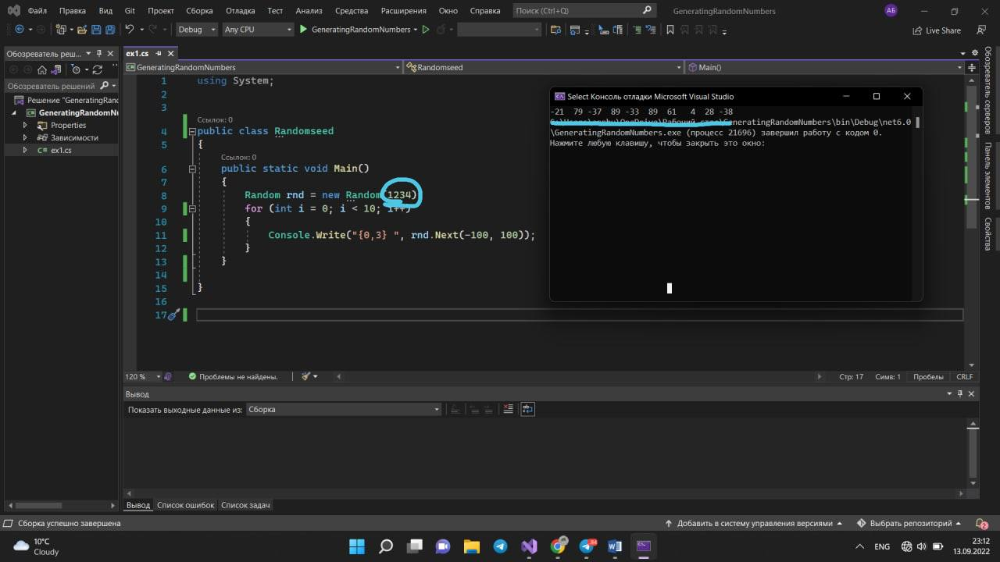 Файл Правка Вид Git Проект Сборка Отладка Тест Анализ Средства Расширения Окно Справка Поиск (Ctrl+Q) GeneratingRandomNumbers АБ
Debug Any CPU GeneratingRandomNumbers Live Share
Обозреватель реш...
Обозреватель решений
Решение "GeneratingRand
GeneratingRandomN
Properties
Зависимости
ex1.cs
ex1.cs
GeneratingRandomNumbers Randomseed Main()
1 using System;
2
3
Ссылок: 0
4 public class Randomseed
5 {
Ссылок: 0
6 public static void Main()
7 {
8 Random rnd = new Random(1234)
9 for (int i = 0; i < 10; i++)
10 {
11 Console.Write("{0,3} ", rnd.Next(-100, 100));
12 }
13 }
14
15 }
16
17
Select Консоль отладки Microsoft Visual Studio
-21 79 -37 89 -33 89 61 4 28 -38
GeneratingRandomNumbers\bin\Debug\net6.0
\GeneratingRandomNumbers.exe (процесс 21696) завершил работу с кодом 0.
Нажмите любую клавишу, чтобы закрыть это окно:
Обозреватель серверов
Панель элементов
Свойства
120 % Проблемы не найдены. Стр: 17 Симв: 1 Пробелы CRLF
Вывод
Показать выходные данные из: Сборка
Вывод Список ошибок Список задач
Сборка успешно завершена Добавить в систему управления версиями Выбрать репозиторий 2
10°C
Cloudy
84
ENG
23:12
13.09.2022